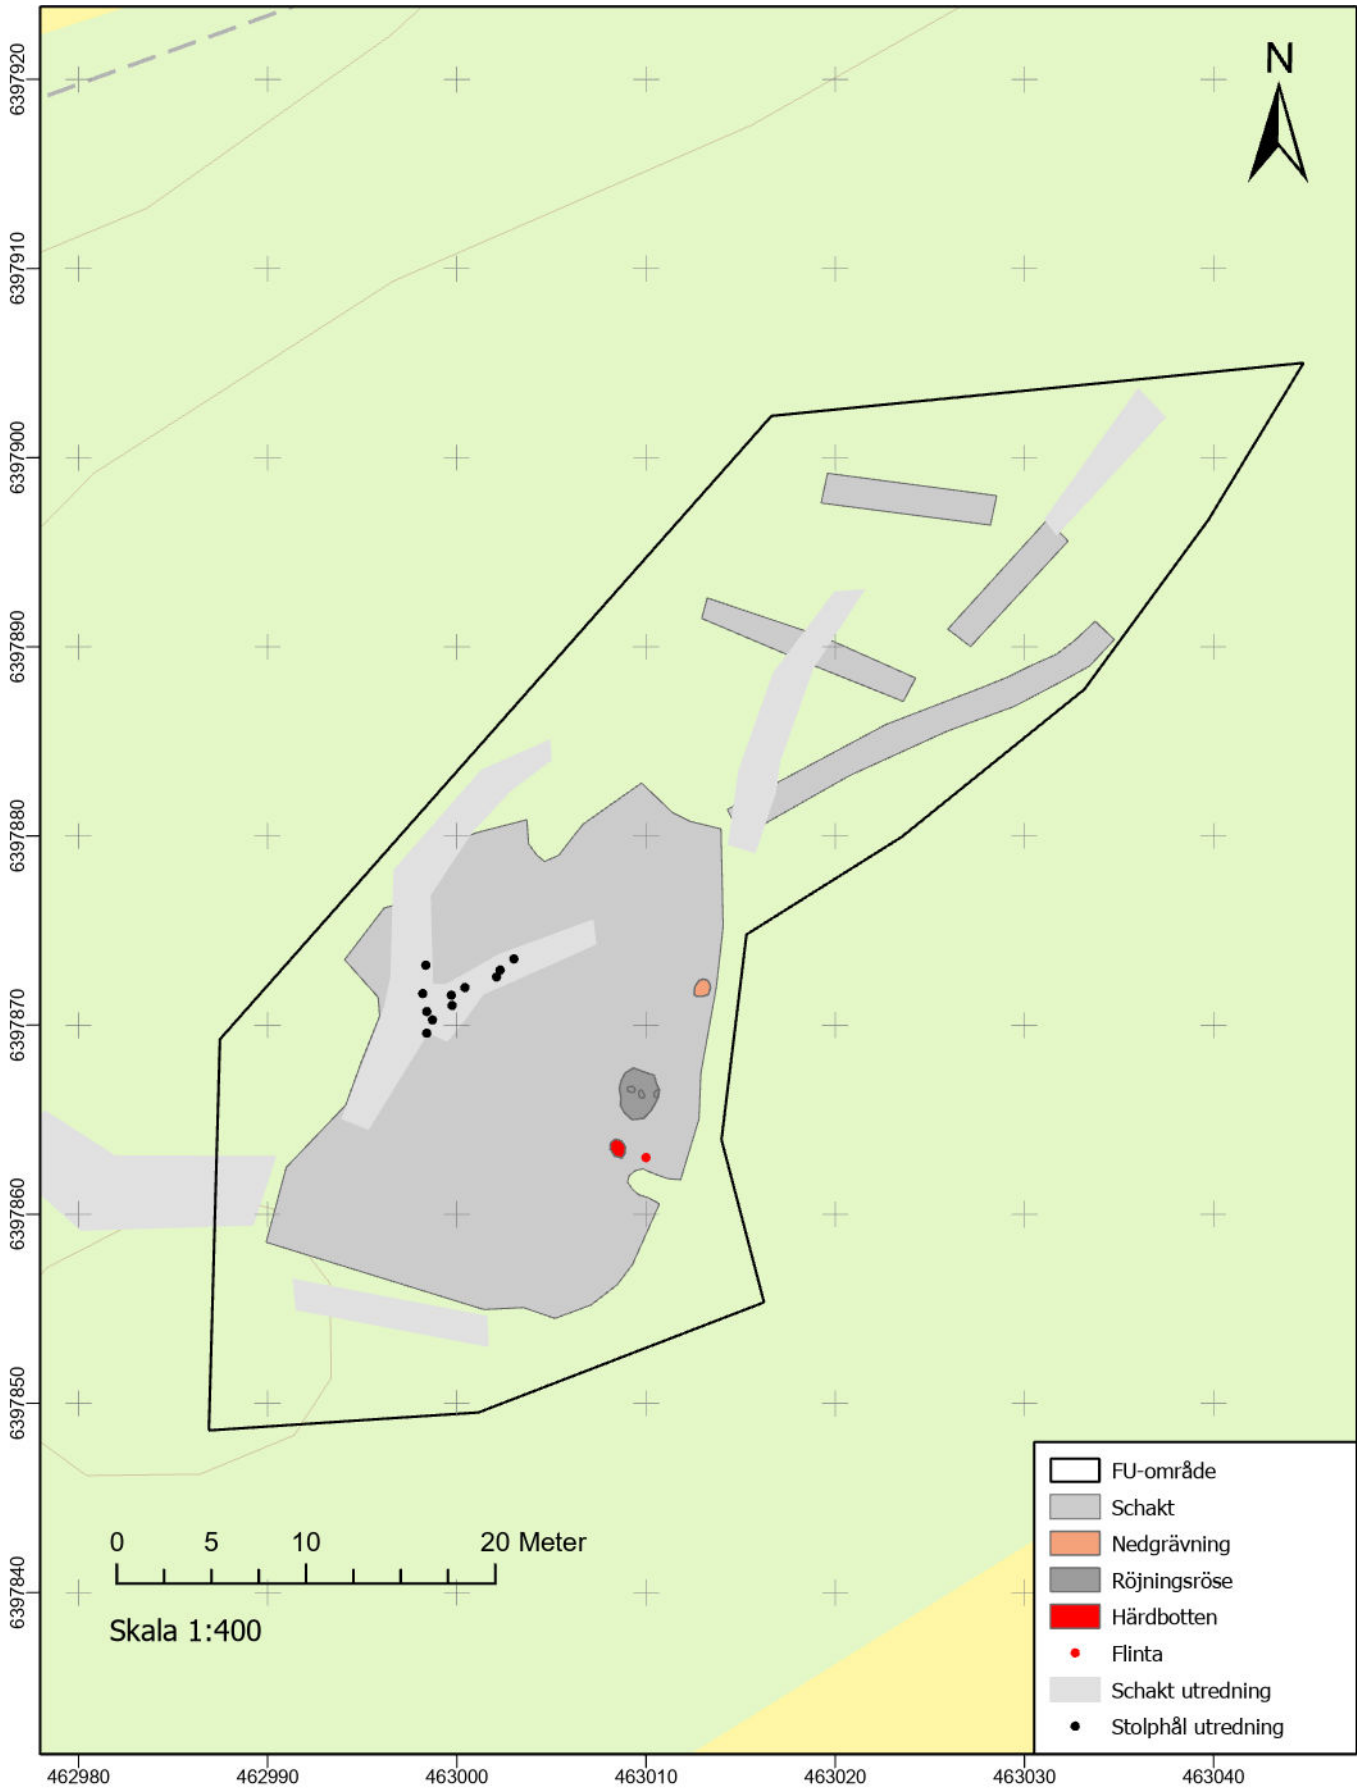 N
6397920
6397910
6397900
6397890
6397880
6397870
6397860
6397850
6397840
0 5 10 20 Meter
Skala 1:400
FU-område
Schakt
Nedgrävning
Röjningsröse
Härdbotten
Flinta
Schakt utredning
Stolphål utredning
462980 462990 463000 463010 463020 463030 463040